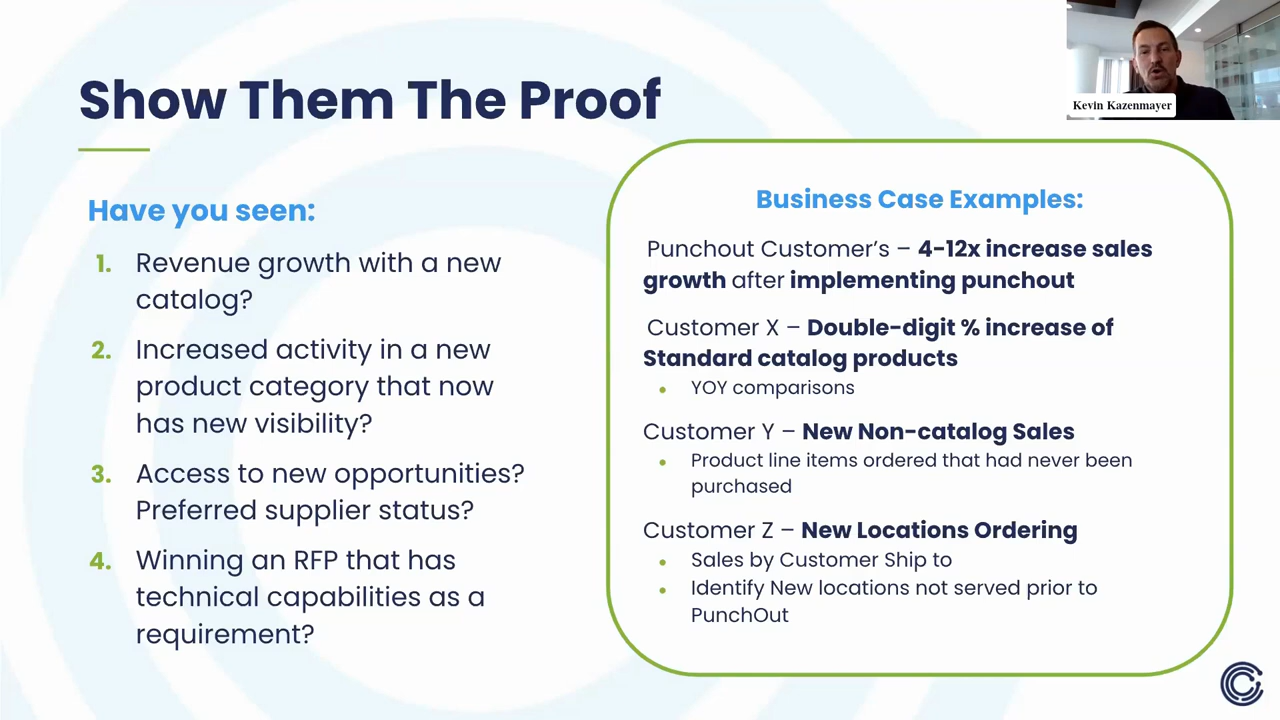 Show Them The Proof
Kevin Kazenmayer
Have you seen:
1. Revenue growth with a new
catalog?
2. Increased activity in a new
product category that now
has new visibility?
3. Access to new opportunities?
Preferred supplier status?
4. Winning an RFP that has
technical capabilities as a
requirement?
Business Case Examples:
Punchout Customer's – 4-12x increase sales
growth after implementing punchout
Customer X – Double-digit % increase of
Standard catalog products
• YOY comparisons
Customer Y – New Non-catalog Sales
• Product line items ordered that had never been
purchased
Customer Z – New Locations Ordering
• Sales by Customer Ship to
• Identify New locations not served prior to
PunchOut